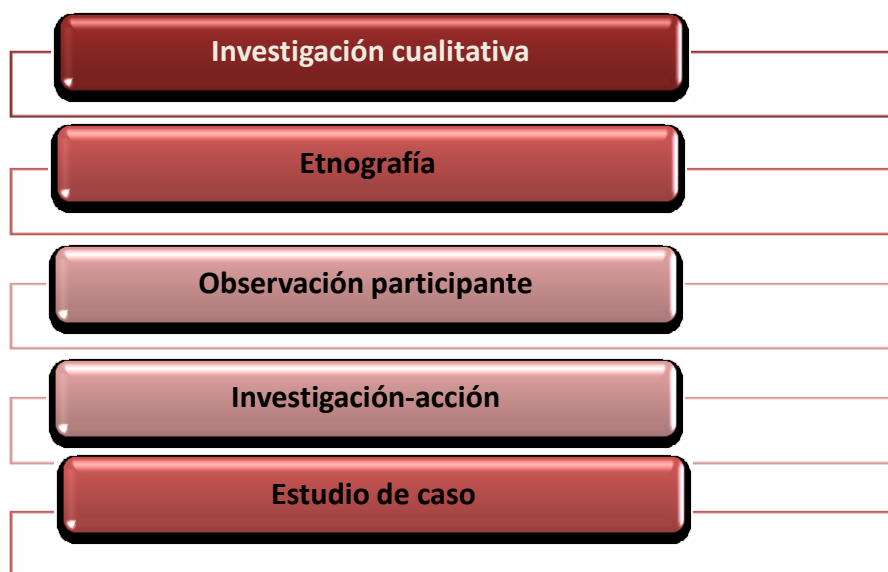 Investigación cualitativa
Etnografía
Observación participante
Investigación-acción
Estudio de caso